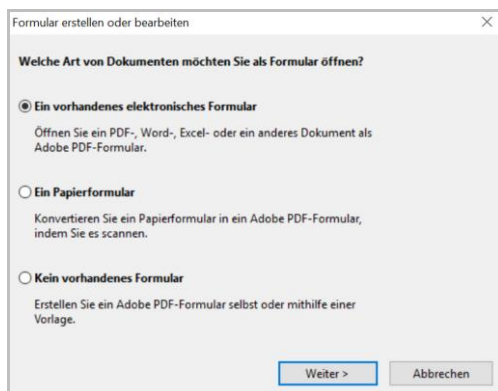 Formular erstellen oder bearbeiten
Welche Art von Dokumenten möchten Sie als Formular öffnen?
Ein vorhandenes elektronisches Formular
Öffnen Sie ein PDF-, Word-, Excel- oder ein anderes Dokument als
Adobe PDF-Formular.
Ein Papierformular
Konvertieren Sie ein Papierformular in ein Adobe PDF-Formular,
indem Sie es scannen.
Kein vorhandenes Formular
Erstellen Sie ein Adobe PDF-Formular selbst oder mithilfe einer
Vorlage.
Weiter >
Abbrechen